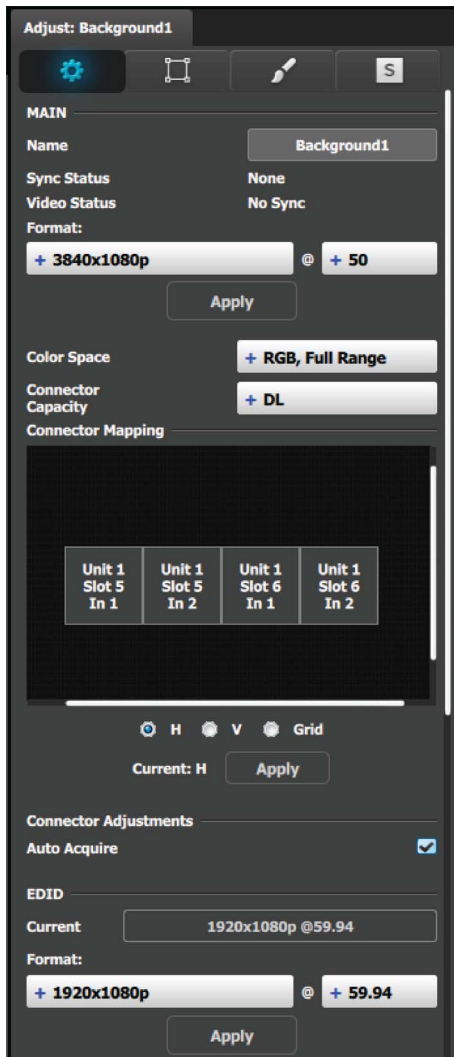 Adjust: Background1
S
MAIN
Name Background1
Sync Status None
Video Status No Sync
Format:
+ 3840x1080p @ + 50
Apply
Color Space + RGB, Full Range
Connector
Capacity + DL
Connector Mapping
Unit 1 Unit 1 Unit 1 Unit 1
Slot 5 Slot 5 Slot 6 Slot 6
In 1 In 2 In 1 In 2
H V Grid
Current: H Apply
Connector Adjustments
Auto Acquire
EDID
Current 1920x1080p @59.94
Format:
+ 1920x1080p @ + 59.94
Apply